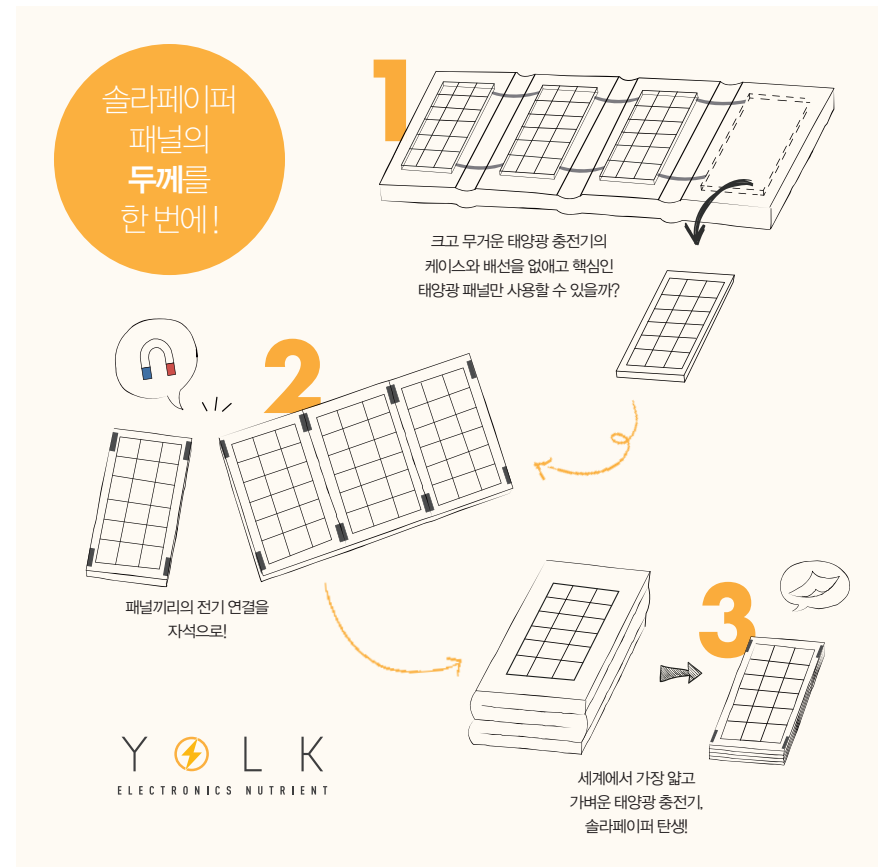 솔라페이퍼
패널의
두께를
한 번에!
1
크고 무거운 태양광 충전기의
케이스와 배선을 없애고 핵심인
태양광 패널만 사용할 수 있을까?
2
패널끼리의 전기 연결을
자석으로!
3
세계에서 가장 얇고
가벼운 태양광 충전기,
솔라페이퍼 탄생!
YOLK
ELECTRONICS NUTRIENT